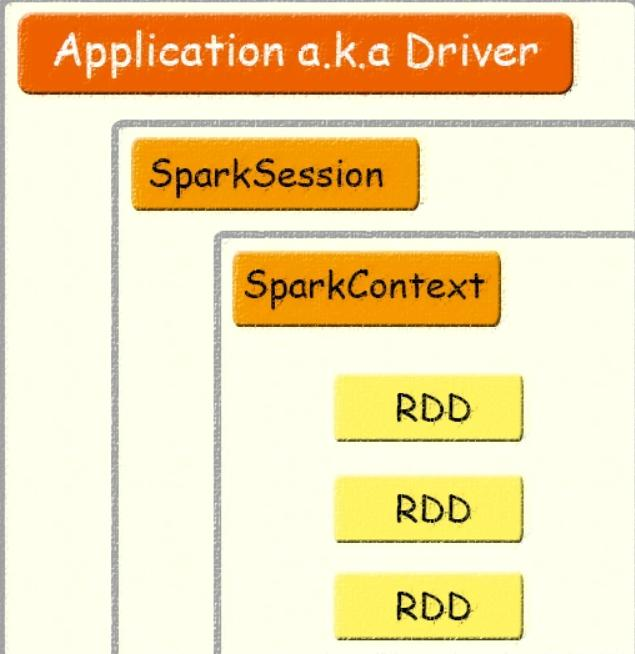 Application a.k.a Driver
SparkSession
SparkContext
RDD
RDD
RDD